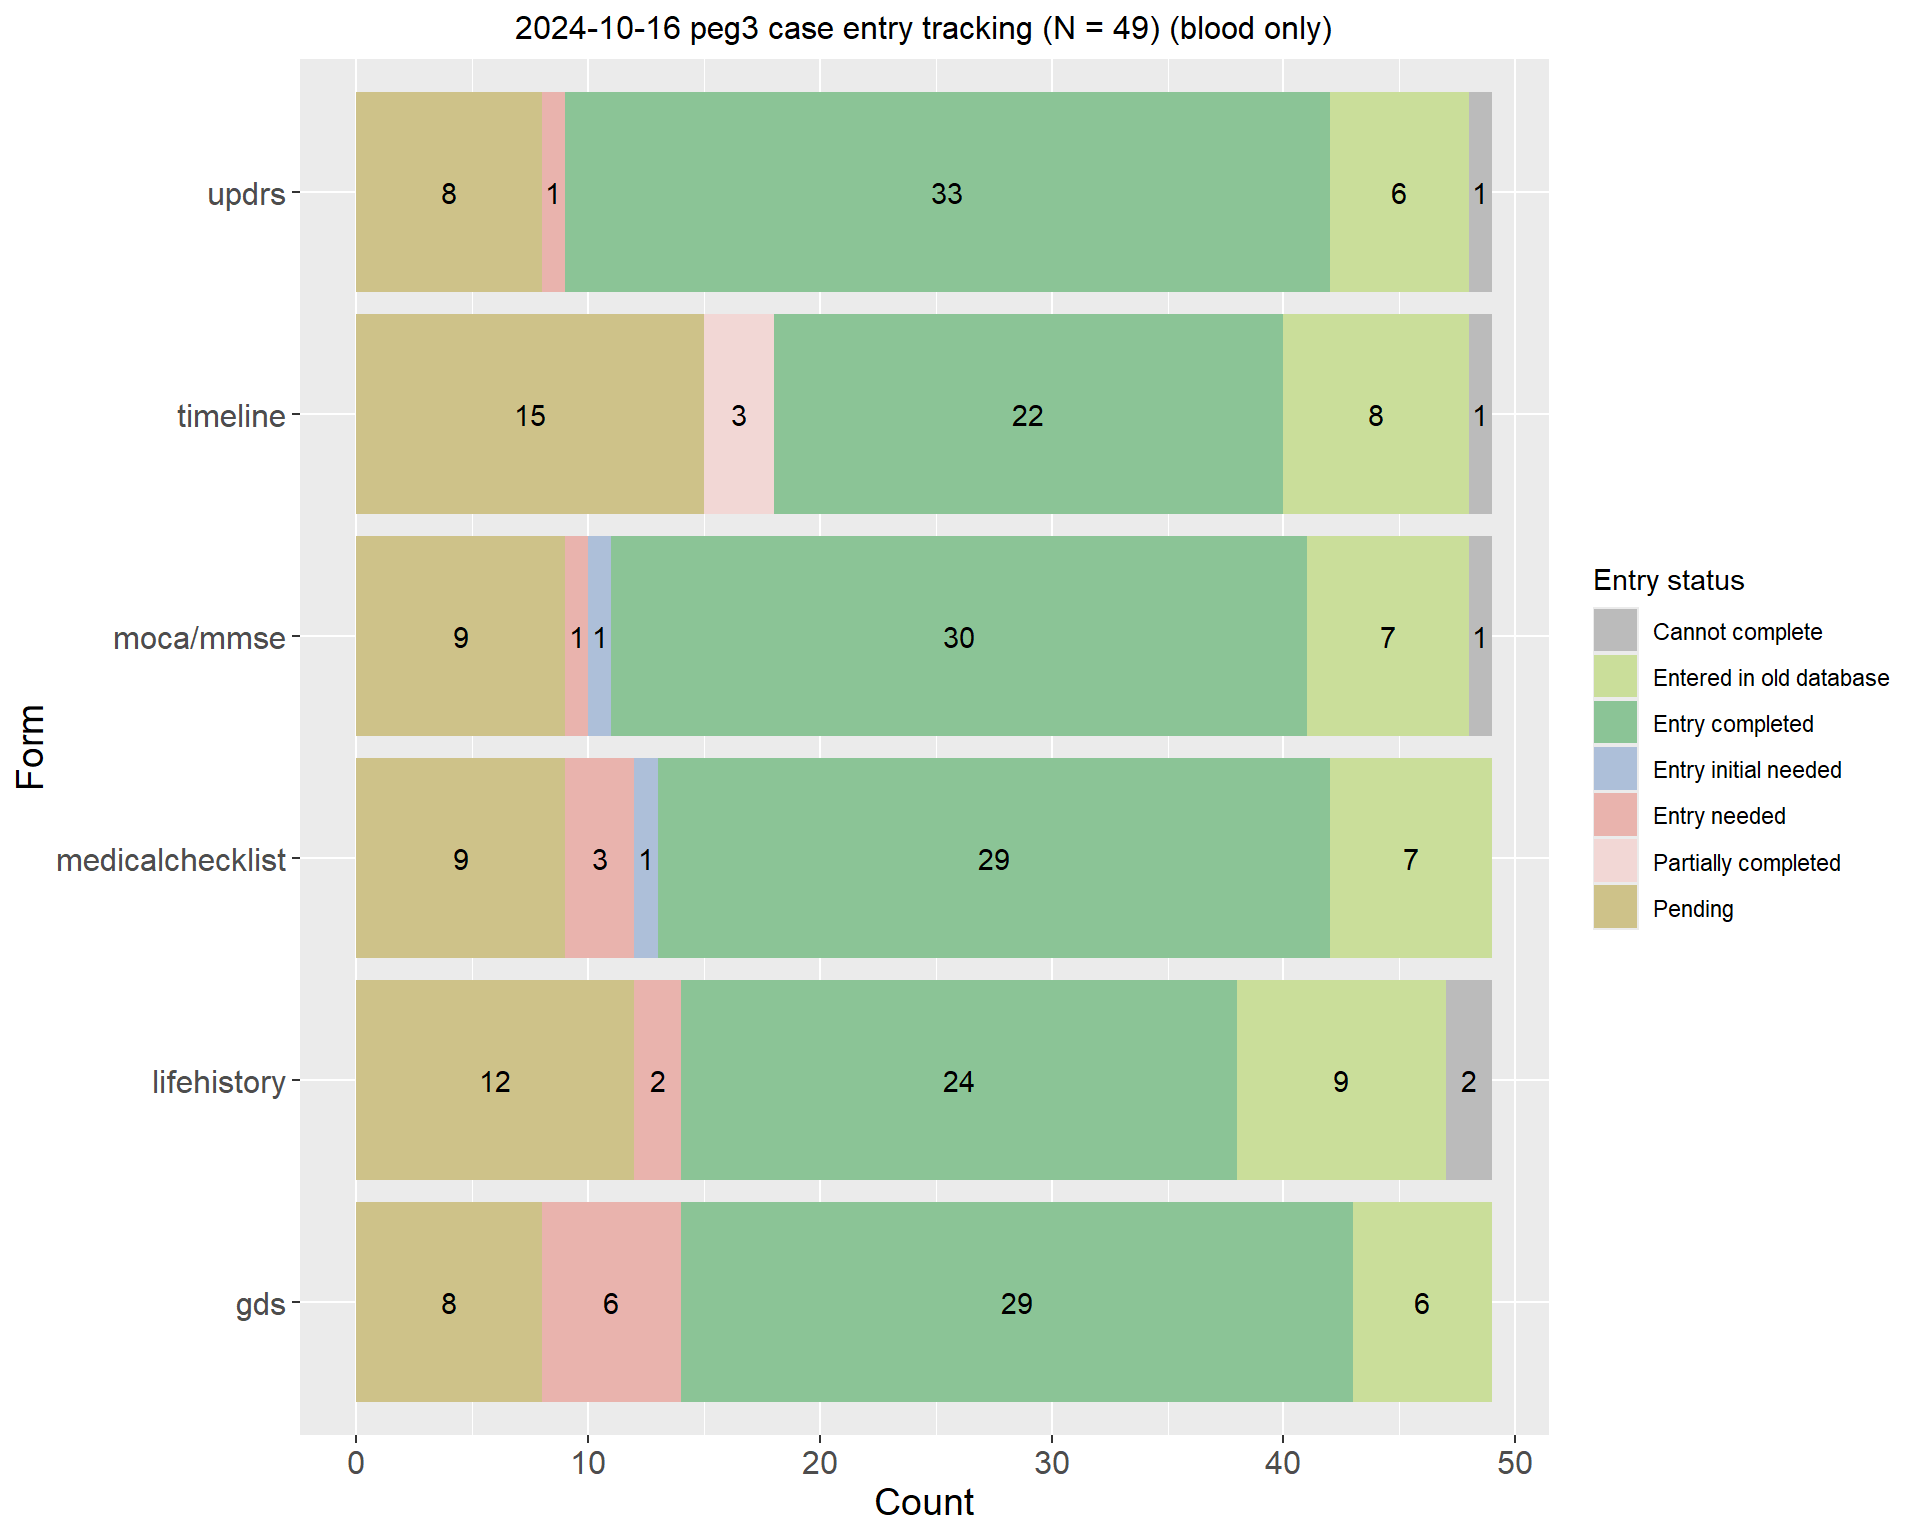 2024-10-16 peg3 case entry tracking (N = 49) (blood only)
updrs
8 1 33 6 1
timeline
15 3 22 8 1
moca/mmse
9 1 1 30 7 1
medicalchecklist
9 3 1 29 7
lifehistory
12 2 24 9 2
gds
8 6 29 6
Form
0 10 20 30 40 50
Count
Entry status
Cannot complete
Entered in old database
Entry completed
Entry initial needed
Entry needed
Partially completed
Pending